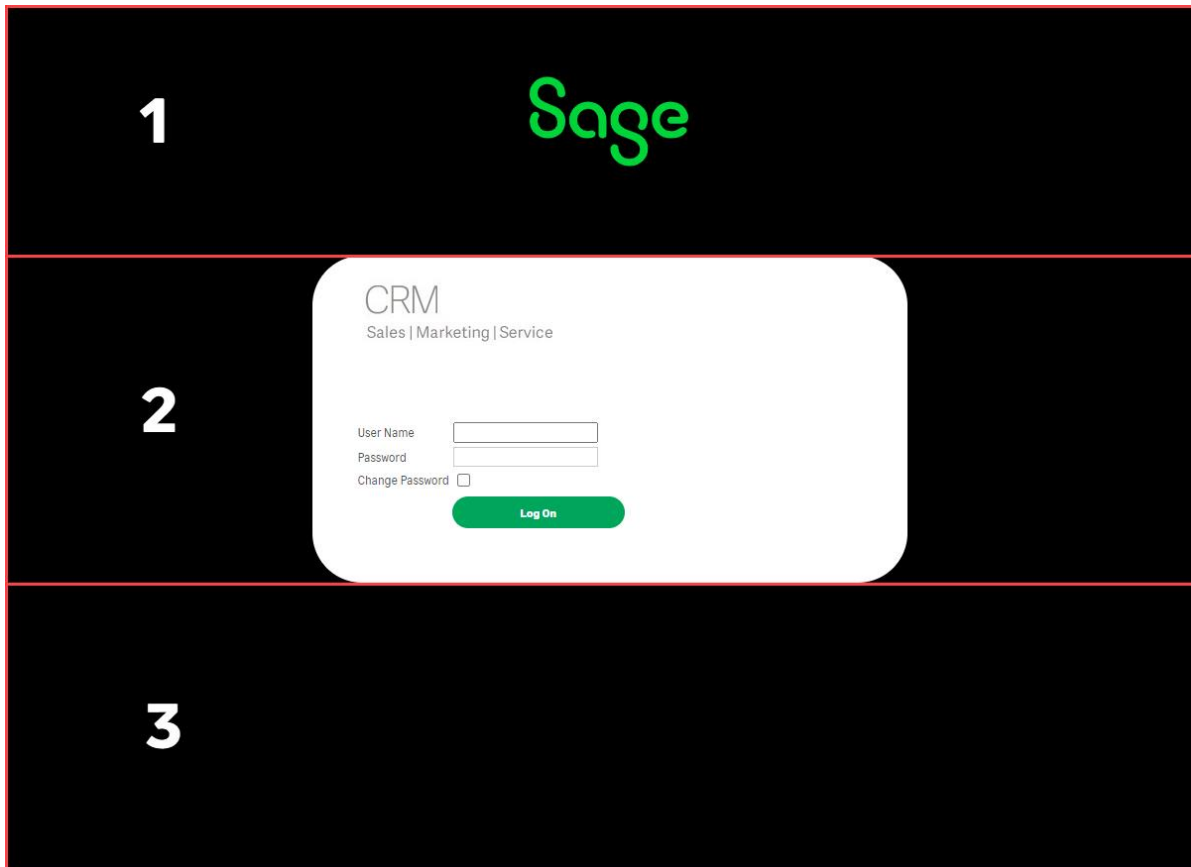 1
Sage
CRM
Sales | Marketing | Service
2
User Name
Password
Change Password
Log On
3